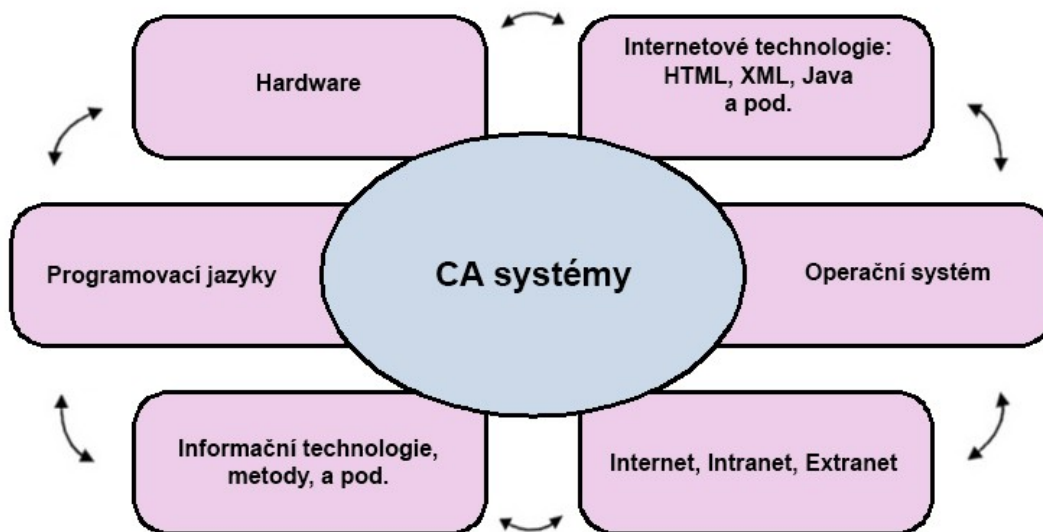 Hardware
Internetové technologie:
HTML, XML, Java
a pod.
Programovací jazyky
CA systémy
Operační systém
Informační technologie,
metody, a pod.
Internet, Intranet, Extranet